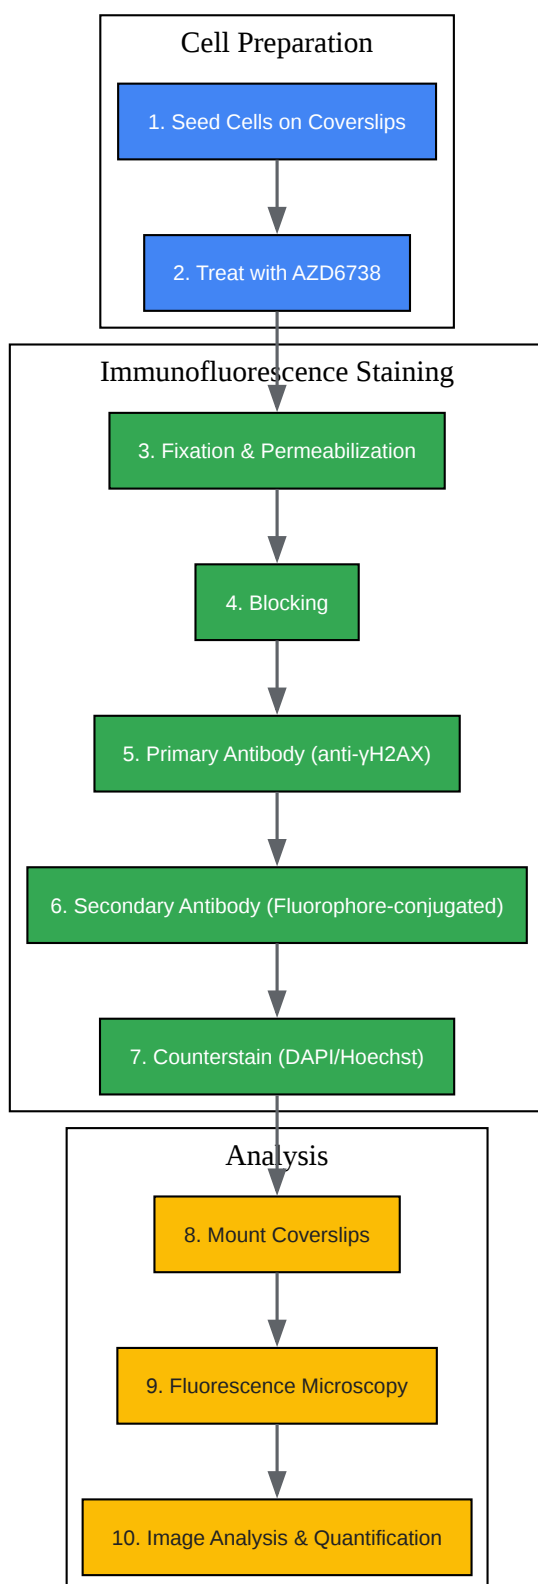 Cell Preparation
1. Seed Cells on Coverslips
2. Treat with AZD6738
Immunofluorescence Staining
3. Fixation & Permeabilization
4. Blocking
5. Primary Antibody (anti-γH2AX)
6. Secondary Antibody (Fluorophore-conjugated)
7. Counterstain (DAPI/Hoechst)
Analysis
8. Mount Coverslips
9. Fluorescence Microscopy
10. Image Analysis & Quantification